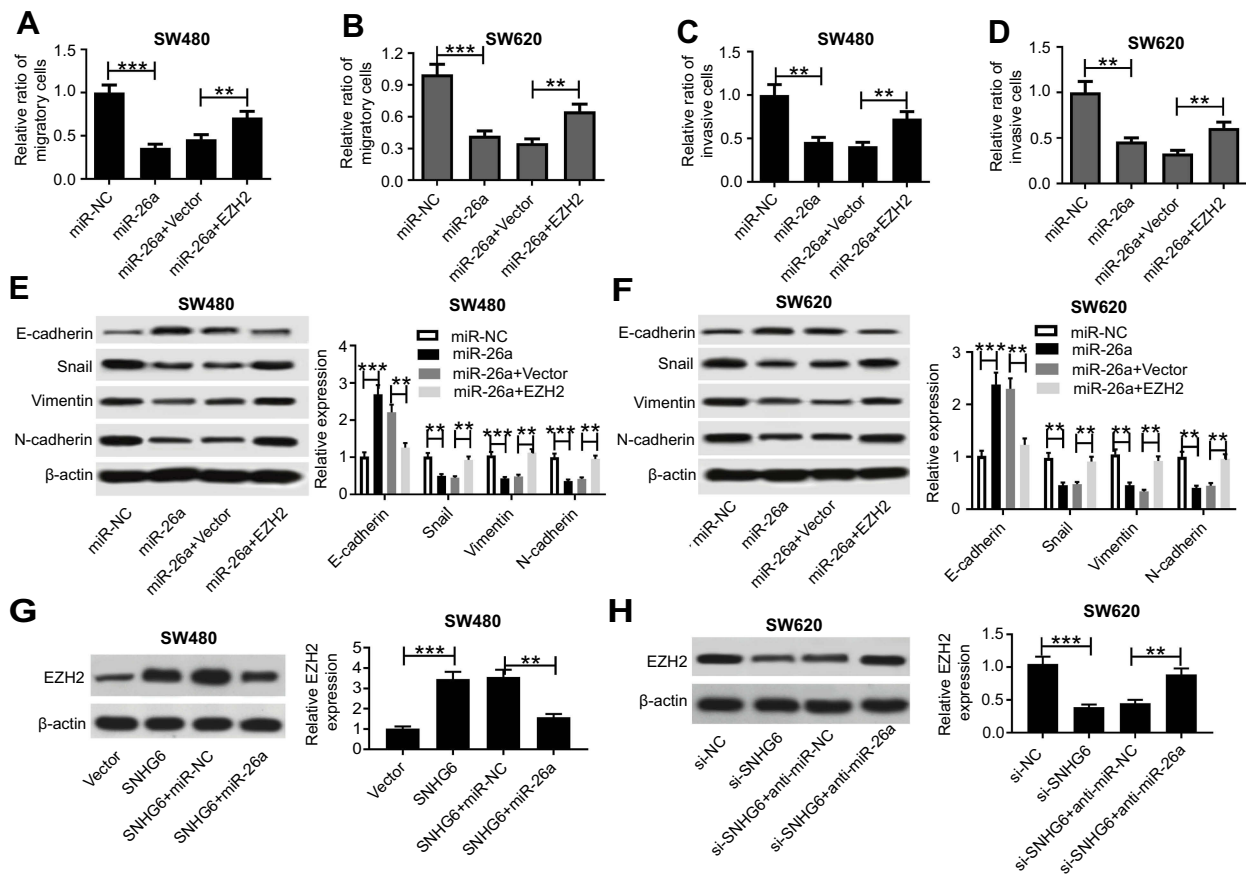 A
SW480
Relative ratio of
migratory cells
1.5
1.0
0.5
0.0
***
**
miR-NC
miR-26a
miR-26a+Vector
miR-26a+EZH2
B
SW620
Relative ratio of
migratory cells
1.2
0.9
0.6
0.3
0.0
***
**
miR-NC
miR-26a
miR-26a+Vector
miR-26a+EZH2
C
SW480
Relative ratio of
invasive cells
1.5
1.0
0.5
0.0
**
**
miR-NC
miR-26a
miR-26a+Vector
miR-26a+EZH2
D
SW620
Relative ratio of
invasive cells
1.5
1.0
0.5
0.0
**
**
miR-NC
miR-26a
miR-26a+Vector
miR-26a+EZH2
E
SW480
E-cadherin
Snail
Vimentin
N-cadherin
β-actin
miR-NC
miR-26a
miR-26a+Vector
miR-26a+EZH2
SW480
miR-NC
miR-26a
miR-26a+Vector
miR-26a+EZH2
Relative expression
4
3
2
1
0
*** **
** ** *** ** *** **
E-cadherin
Snail
Vimentin
N-cadherin
F
SW620
E-cadherin
Snail
Vimentin
N-cadherin
β-actin
miR-NC
miR-26a
miR-26a+Vector
miR-26a+EZH2
SW620
miR-NC
miR-26a
miR-26a+Vector
miR-26a+EZH2
Relative expression
3
2
1
0
*** **
** ** ** ** ** **
E-cadherin
Snail
Vimentin
N-cadherin
G
SW480
EZH2
β-actin
Vector
SNHG6
SNHG6+miR-NC
SNHG6+miR-26a
SW480
Relative EZH2
expression
5
4
3
2
1
0
***
**
Vector
SNHG6
SNHG6+miR-NC
SNHG6+miR-26a
H
SW620
EZH2
β-actin
si-NC
si-SNHG6
si-SNHG6+anti-miR-NC
si-SNHG6+anti-miR-26a
SW620
Relative EZH2
expression
1.5
1.0
0.5
0.0
***
**
si-NC
si-SNHG6
si-SNHG6+anti-miR-NC
si-SNHG6+anti-miR-26a